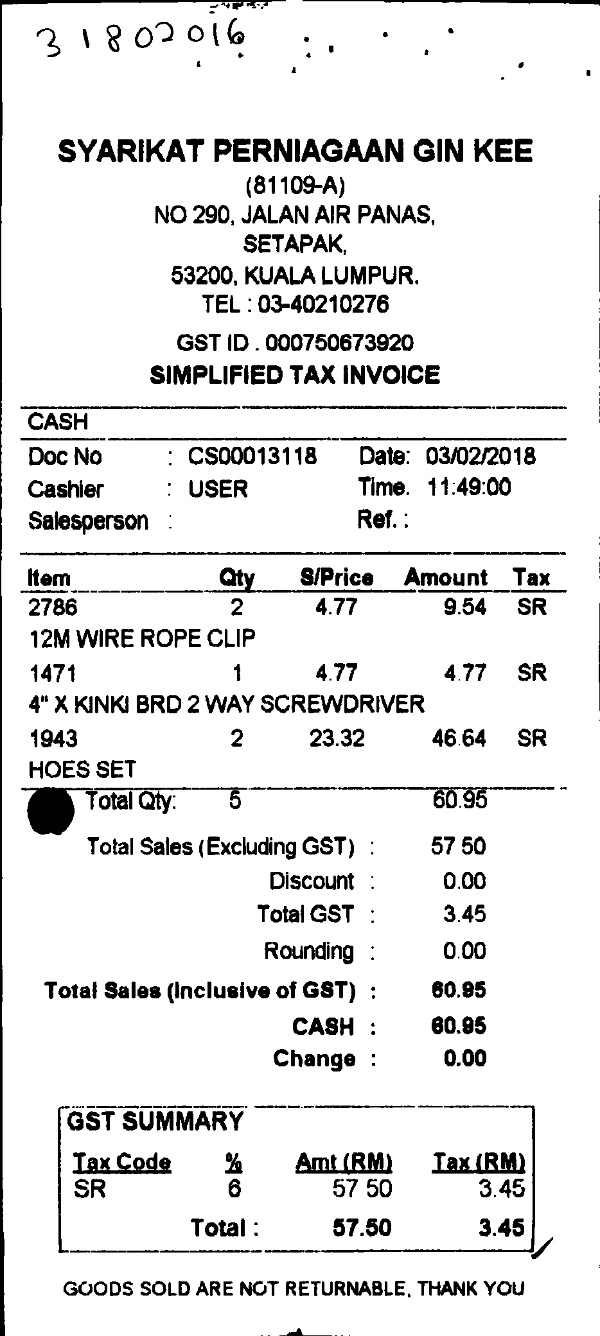 31802016
SYARIKAT PERNIAGAAN GIN KEE
(81109-A)
NO 290, JALAN AIR PANAS,
SETAPAK,
53200, KUALA LUMPUR.
TEL : 03-40210276
GST ID . 000750673920
SIMPLIFIED TAX INVOICE
CASH
Doc No : CS00013118 Date: 03/02/2018
Cashier : USER Time. 11:49:00
Salesperson : Ref. :
Item Qty S/Price Amount Tax
2786 2 4.77 9.54 SR
12M WIRE ROPE CLIP
1471 1 4.77 4.77 SR
4" X KINKI BRD 2 WAY SCREWDRIVER
1943 2 23.32 46.64 SR
HOES SET
Total Qty: 5 60.95
Total Sales (Excluding GST) : 57 50
Discount : 0.00
Total GST : 3.45
Rounding : 0.00
Total Sales (Inclusive of GST) : 60.95
CASH : 60.95
Change : 0.00
GST SUMMARY
Tax Code % Amt (RM) Tax (RM)
SR 6 57 50 3.45
Total : 57.50 3.45
GOODS SOLD ARE NOT RETURNABLE, THANK YOU